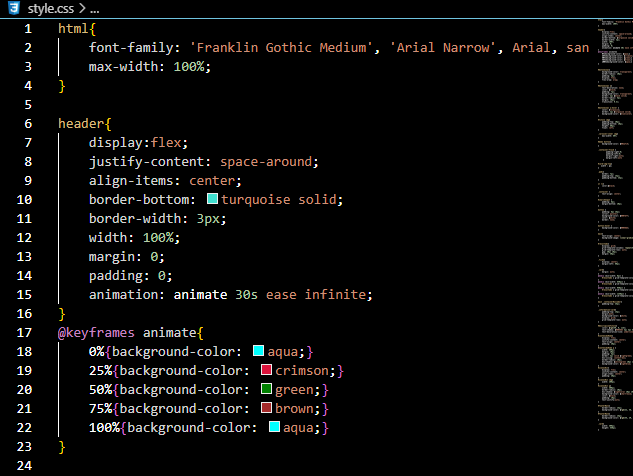 style.css > ...
1 html{
2 font-family: 'Franklin Gothic Medium', 'Arial Narrow', Arial, san
3 max-width: 100%;
4 }
5
6 header{
7 display:flex;
8 justify-content: space-around;
9 align-items: center;
10 border-bottom: turquoise solid;
11 border-width: 3px;
12 width: 100%;
13 margin: 0;
14 padding: 0;
15 animation: animate 30s ease infinite;
16 }
17 @keyframes animate{
18 0%{background-color: aqua;}
19 25%{background-color: crimson;}
20 50%{background-color: green;}
21 75%{background-color: brown;}
22 100%{background-color: aqua;}
23 }
24